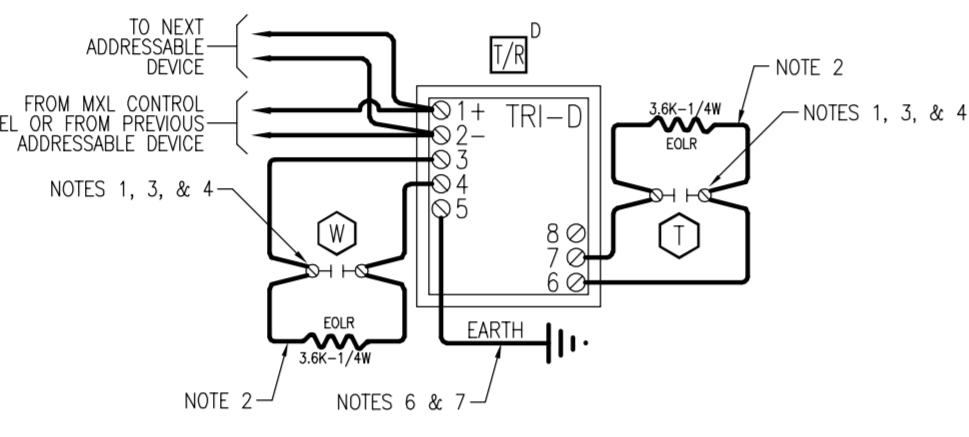 TO NEXT
ADDRESSABLE
DEVICE
D
T/R
NOTE 2
FROM MXL CONTROL
EL OR FROM PREVIOUS
ADDRESSABLE DEVICE
1+
2-
3
4
5
TRI-D
3.6K-1/4W
EOLR
NOTES 1, 3, & 4
NOTES 1, 3, & 4
W
T
8
7
6
EOLR
3.6K-1/4W
EARTH
NOTE 2
NOTES 6 & 7